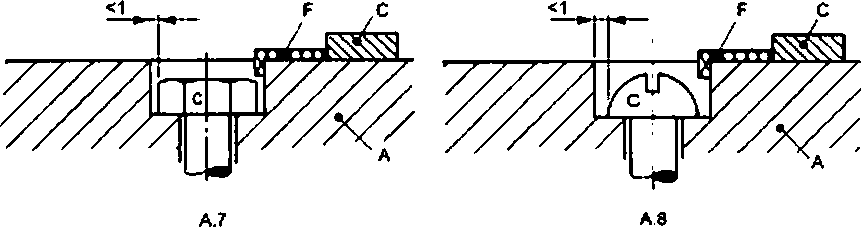 <1 F C <1 F C
C C
A A
A.7 A.8